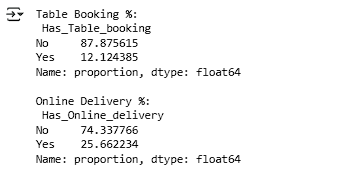 Table Booking %:
Has_Table_booking
No 87.875615
Yes 12.124385
Name: proportion, dtype: float64
Online Delivery %:
Has_Online_delivery
No 74.337766
Yes 25.662234
Name: proportion, dtype: float64